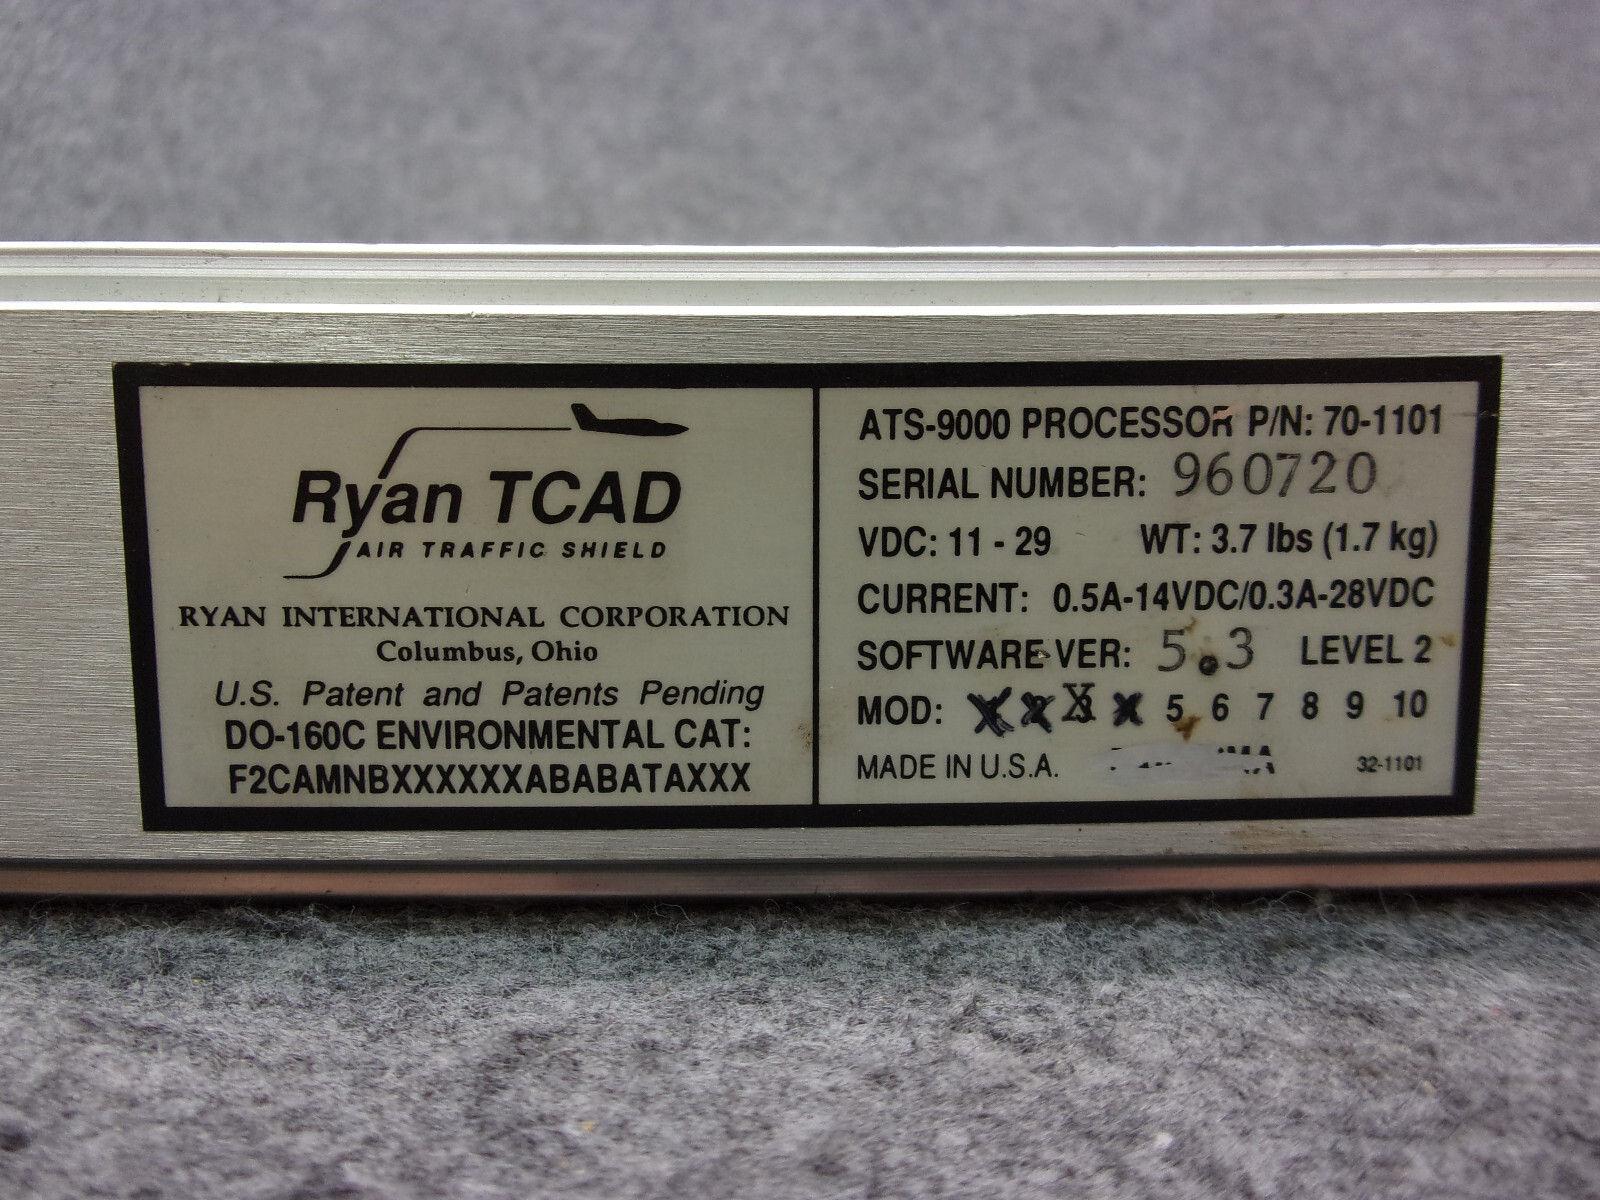 Ryan TCAD
AIR TRAFFIC SHIELD
RYAN INTERNATIONAL CORPORATION
Columbus, Ohio
U.S. Patent and Patents Pending
DO-160C ENVIRONMENTAL CAT:
F2CAMNBXXXXXXABABATAXXX
ATS-9000 PROCESSOR P/N: 70-1101
SERIAL NUMBER: 960720
VDC: 11 - 29 WT: 3.7 lbs (1.7 kg)
CURRENT: 0.5A-14VDC/0.3A-28VDC
SOFTWARE VER: 5.3 LEVEL 2
MOD: X X X X 5 6 7 8 9 10
MADE IN U.S.A. 32-1101